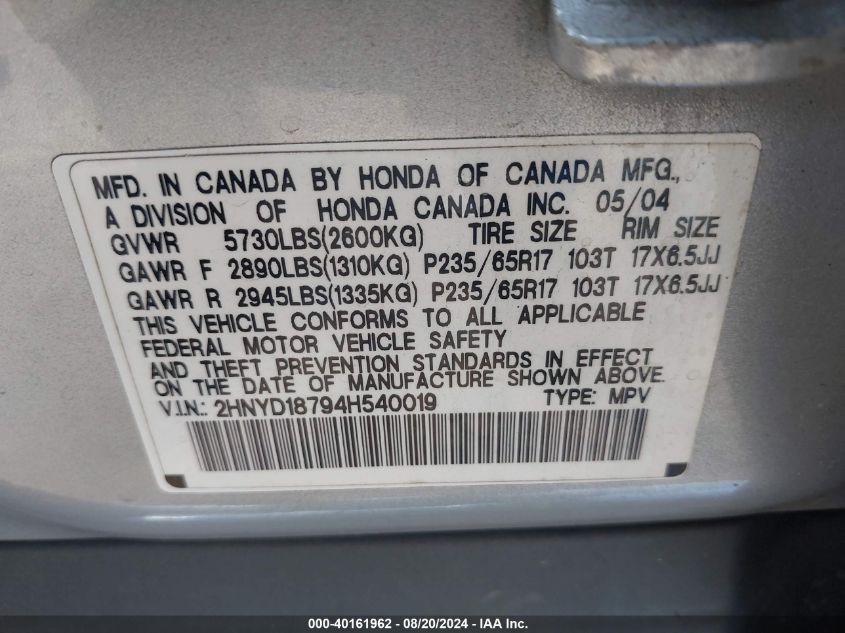 MFD. IN CANADA BY HONDA OF CANADA MFG.,
A DIVISION OF HONDA CANADA INC. 05/04
GVWR 5730LBS(2600KG) TIRE SIZE RIM SIZE
GAWR F 2890LBS(1310KG) P235/65R17 103T 17X6.5JJ
GAWR R 2945LBS(1335KG) P235/65R17 103T 17X6.5JJ
THIS VEHICLE CONFORMS TO ALL APPLICABLE
FEDERAL MOTOR VEHICLE SAFETY
AND THEFT PREVENTION STANDARDS IN EFFECT
ON THE DATE OF MANUFACTURE SHOWN ABOVE.
V.I.N.: 2HNYD18794H540019 TYPE: MPV
000-40161962 - 08/20/2024 - IAA Inc.